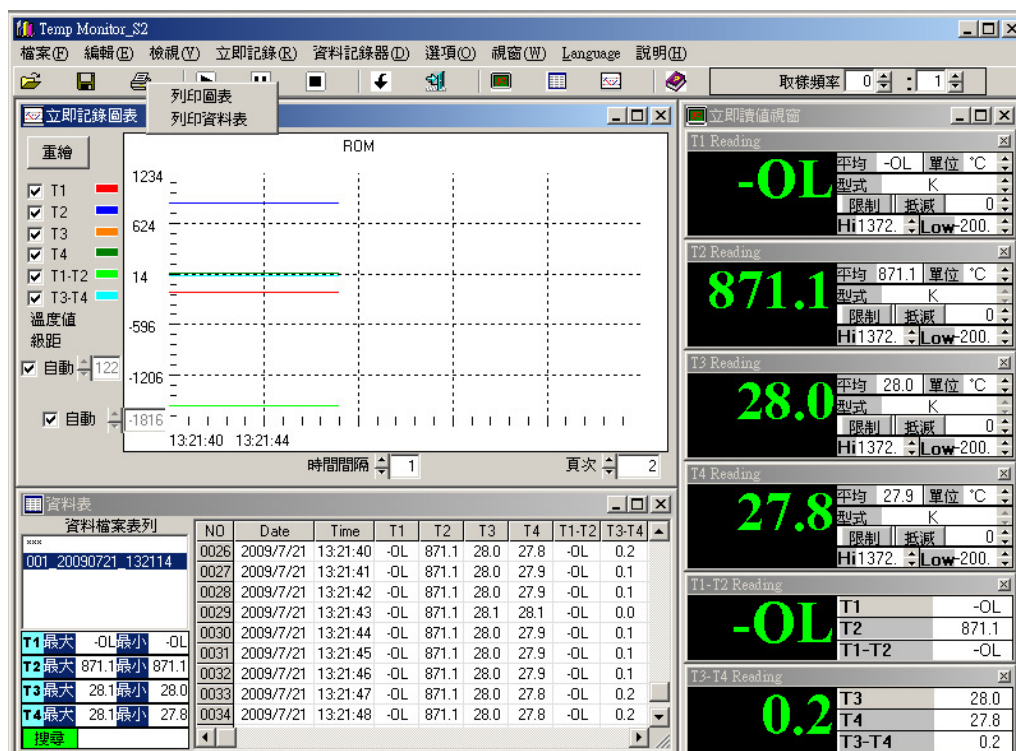 Temp Monitor_S2
檔案(F) 編輯(E) 檢視(V) 立即記錄(R) 資料記錄器(D) 選項(O) 視窗(W) Language 說明(H)
取樣頻率 0 : 1
列印圖表
列印資料表
立即記錄圖表
重繪
ROM
T1
T2
T3
T4
T1-T2
T3-T4
溫度值
級距
自動 122
自動 -1816
1234
624
14
-596
-1206
13:21:40 13:21:44
時間間隔 1 頁次 2
資料表
資料檔案表列
***
001_20090721_132114
T1最大 -OL最小 -OL
T2最大 871.1最小 871.1
T3最大 28.1最小 28.0
T4最大 28.1最小 27.8
搜尋
NO Date Time T1 T2 T3 T4 T1-T2 T3-T4
0026 2009/7/21 13:21:40 -OL 871.1 28.0 27.8 -OL 0.2
0027 2009/7/21 13:21:41 -OL 871.1 28.0 27.9 -OL 0.1
0028 2009/7/21 13:21:42 -OL 871.1 28.0 27.9 -OL 0.1
0029 2009/7/21 13:21:43 -OL 871.1 28.1 28.1 -OL 0.0
0030 2009/7/21 13:21:44 -OL 871.1 28.0 27.9 -OL 0.1
0031 2009/7/21 13:21:45 -OL 871.1 28.0 27.9 -OL 0.1
0032 2009/7/21 13:21:46 -OL 871.1 28.0 27.9 -OL 0.1
0033 2009/7/21 13:21:47 -OL 871.1 28.0 27.8 -OL 0.2
0034 2009/7/21 13:21:48 -OL 871.1 28.0 27.8 -OL 0.2
立即讀值視窗
T1 Reading
-OL
平均 -OL 單位 °C
型式 K
限制 抵減 0
Hi 1372. Low -200.
T2 Reading
871.1
平均 871.1 單位 °C
型式 K
限制 抵減 0
Hi 1372. Low -200.
T3 Reading
28.0
平均 28.0 單位 °C
型式 K
限制 抵減 0
Hi 1372. Low -200.
T4 Reading
27.8
平均 27.9 單位 °C
型式 K
限制 抵減 0
Hi 1372. Low -200.
T1-T2 Reading
-OL
T1 -OL
T2 871.1
T1-T2 -OL
T3-T4 Reading
0.2
T3 28.0
T4 27.8
T3-T4 0.2